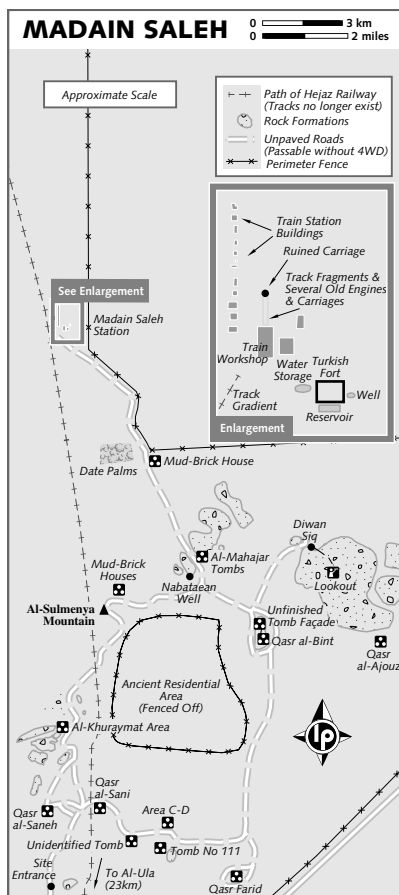 MADAIN SALEH
0 3 km
0 2 miles
Approximate Scale
Path of Hejaz Railway
(Tracks no longer exist)
Rock Formations
Unpaved Roads
(Passable without 4WD)
Perimeter Fence
Train Station
Buildings
Ruined Carriage
Track Fragments &
Several Old Engines
& Carriages
Train
Workshop
Water
Storage
Turkish
Fort
Well
Track
Gradient
Reservoir
Enlargement
See Enlargement
Madain Saleh
Station
Date Palms
Mud-Brick House
Diwan
Siq
Al-Mahajar
Tombs
Lookout
Mud-Brick
Houses
Nabataean
Well
Al-Sulmenya
Mountain
Unfinished
Tomb Façade
Qasr al-Bint
Qasr
al-Ajouz
Ancient Residential
Area
(Fenced Off)
Al-Khuraymat Area
lp
Qasr
al-Sani
Qasr
al-Saneh
Area C-D
Unidentified Tomb
Tomb No 111
Site
Entrance
To Al-Ula
(23km)
Qasr Farid